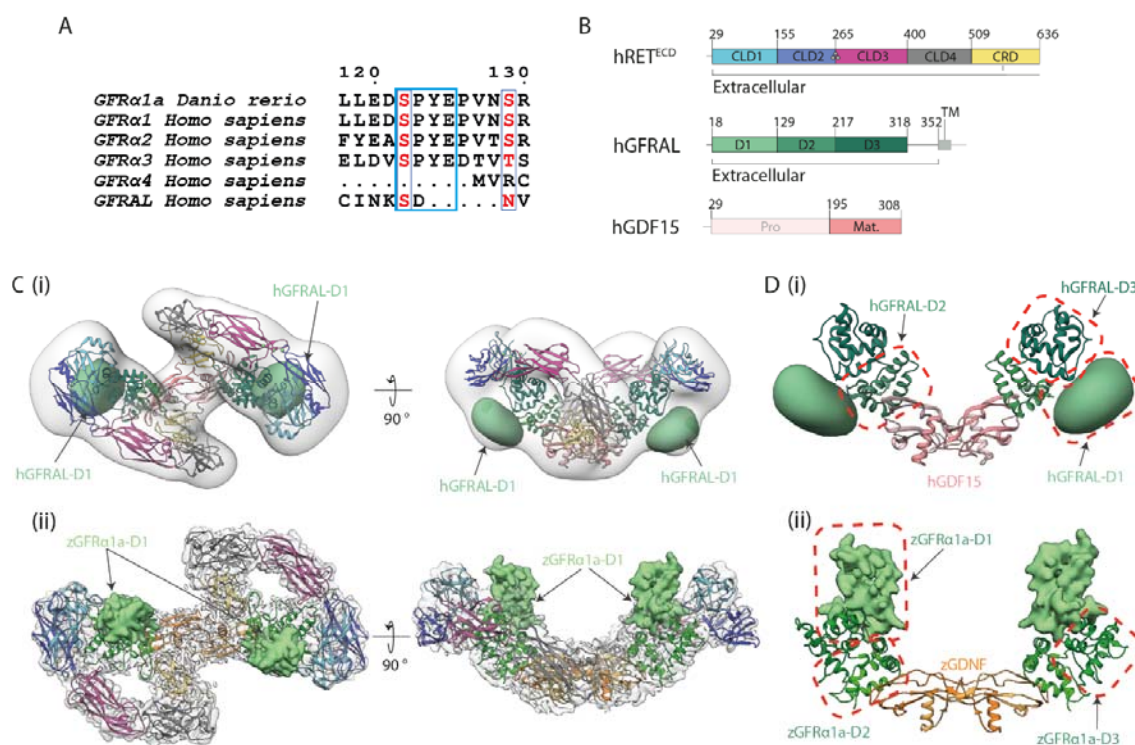 A
120 130
GFRα1a Danio rerio LLEDSPYEPVNSR
GFRα1 Homo sapiens LLEDSPYEPVNSR
GFRα2 Homo sapiens FYEASPYEPVTSR
GFRα3 Homo sapiens ELDVSPYEDTVTS
GFRα4 Homo sapiens ..........MVRC
GFRAL Homo sapiens CINKSD.....NV
B
29 155 265 400 509 636
hRETECD CLD1 CLD2 CLD3 CLD4 CRD
Extracellular
18 129 217 318 352 TM
hGFRAL D1 D2 D3
Extracellular
29 195 308
hGDF15 Pro Mat.
C (i)
hGFRAL-D1
hGFRAL-D1
90°
hGFRAL-D1
hGFRAL-D1
(ii)
zGFRα1a-D1
90°
zGFRα1a-D1
D (i)
hGFRAL-D3
hGFRAL-D2
hGDF15
hGFRAL-D1
(ii)
zGFRα1a-D1
zGDNF
zGFRα1a-D2
zGFRα1a-D3